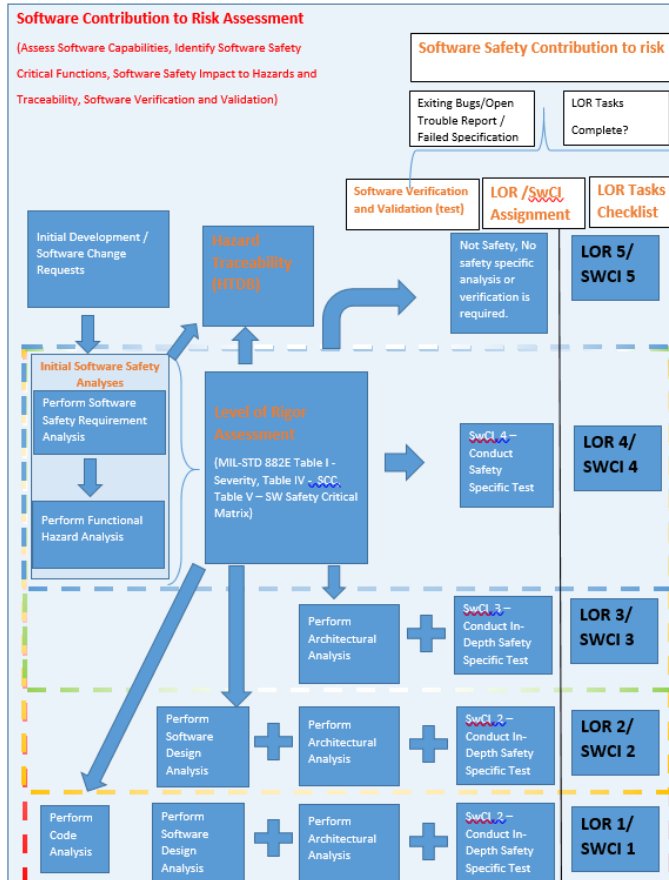 Software Contribution to Risk Assessment
(Assess Software Capabilities, Identify Software Safety
Critical Functions, Software Safety Impact to Hazards and
Traceability, Software Verification and Validation)
Software Safety Contribution to risk
Exiting Bugs/Open
Trouble Report /
Failed Specification
LOR Tasks
Complete?
Software Verification
and Validation (test)
LOR /SwCL
Assignment
LOR Tasks
Checklist
Initial Development /
Software Change
Requests
Hazard
Traceability
(HTDB)
Not Safety, No
safety specific
analysis or
verification is
required.
LOR 5/
SWCI 5
Initial Software Safety
Analyses
Perform Software
Safety Requirement
Analysis
Perform Functional
Hazard Analysis
Level of Rigor
Assessment
(MIL-STD 882E Table I -
Severity, Table IV - SCC,
Table V – SW Safety Critical
Matrix)
SwCL 4 –
Conduct
Safety
Specific Test
LOR 4/
SWCI 4
Perform
Architectural
Analysis
SwCL 3 –
Conduct In-
Depth Safety
Specific Test
LOR 3/
SWCI 3
Perform
Software
Design
Analysis
Perform
Architectural
Analysis
SwCL 2 –
Conduct In-
Depth Safety
Specific Test
LOR 2/
SWCI 2
Perform
Code
Analysis
Perform
Software
Design
Analysis
Perform
Architectural
Analysis
SwCL 2 –
Conduct In-
Depth Safety
Specific Test
LOR 1/
SWCI 1